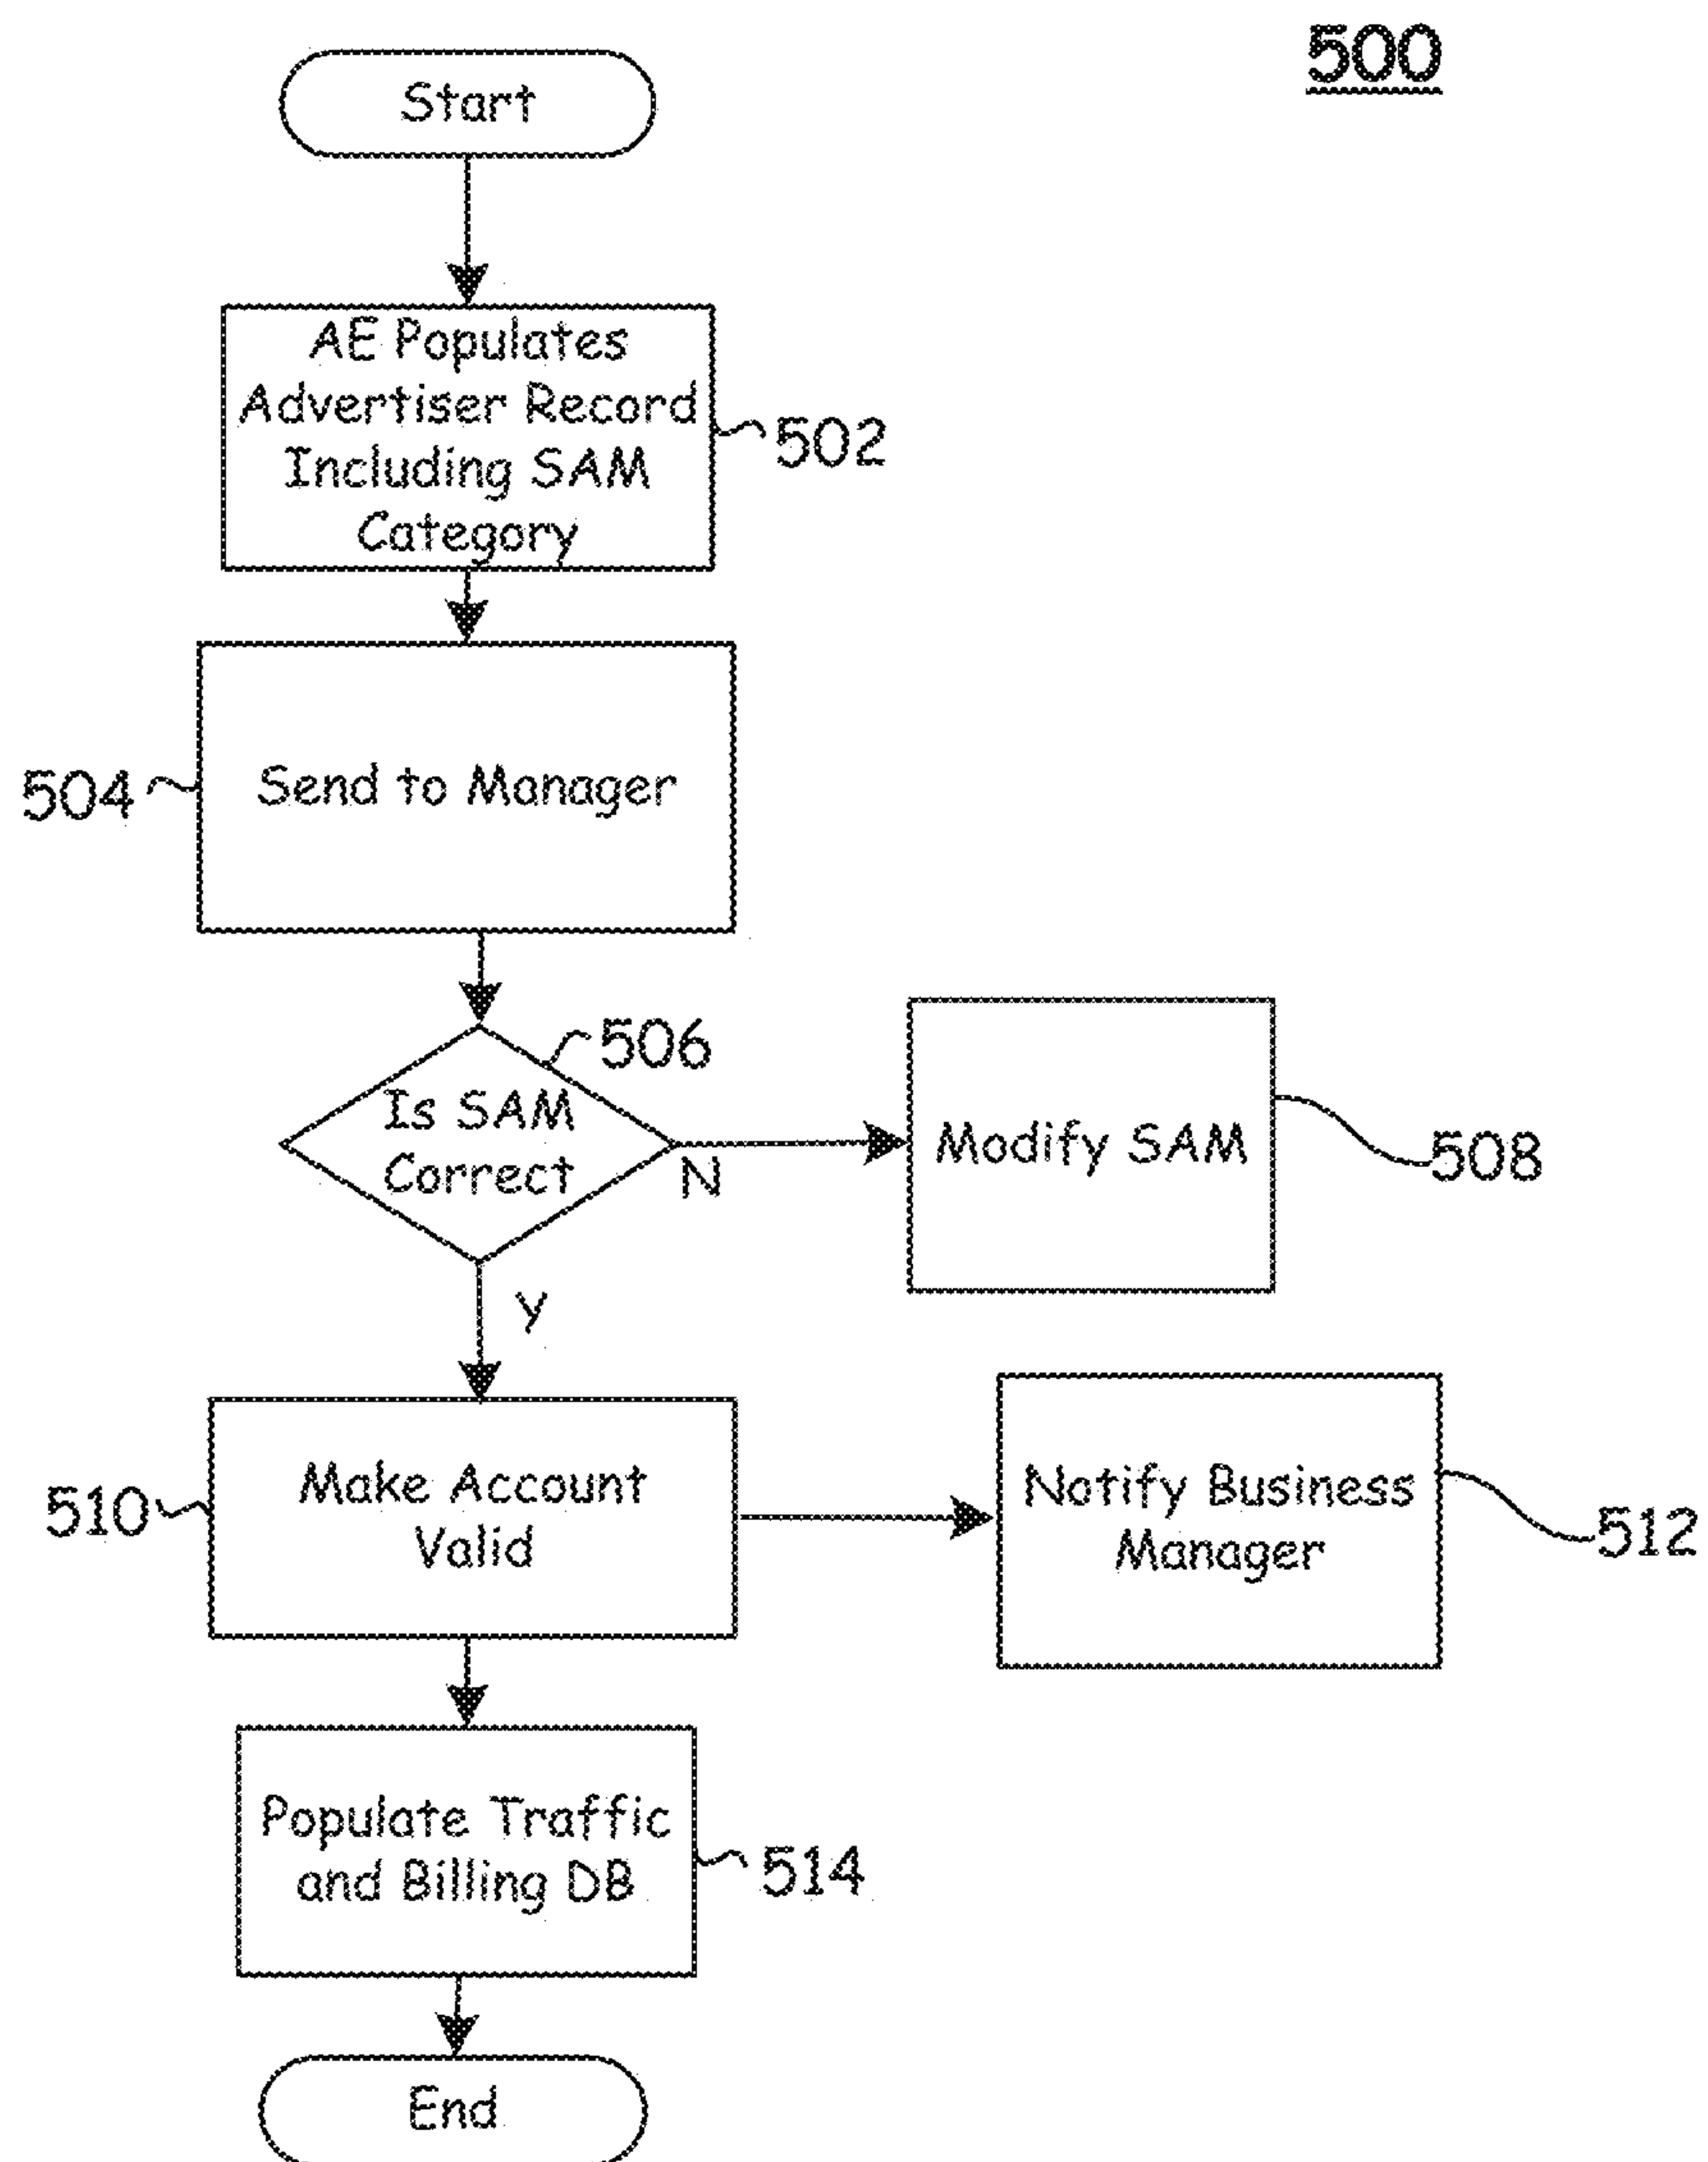 500
Start
AE Populates
Advertiser Record
Including SAM
Category
502
Send to Manager
504
506
Is SAM
Correct
N
Modify SAM
508
Y
Make Account
Valid
510
Notify Business
Manager
512
Populate Traffic
and Billing DB
514
End